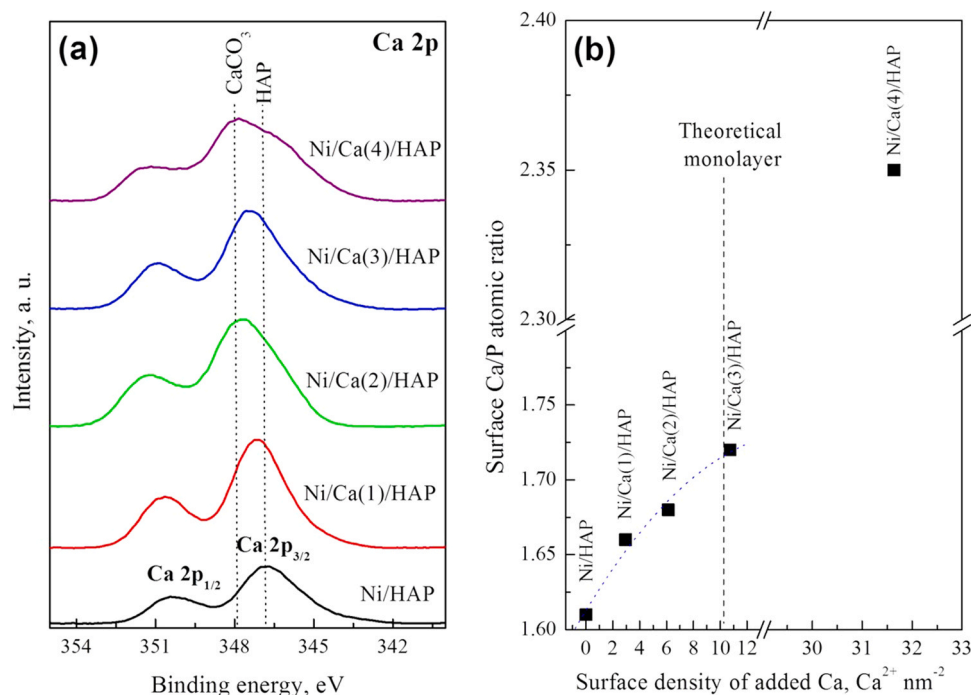 (a)
Ca 2p
CaCO₃
HAP
Ni/Ca(4)/HAP
Ni/Ca(3)/HAP
Ni/Ca(2)/HAP
Ni/Ca(1)/HAP
Ca 2p₃/₂
Ca 2p₁/₂
Ni/HAP
Intensity, a. u.
354 351 348 345 342
Binding energy, eV
(b)
2.40
2.35
2.30
1.75
1.70
1.65
1.60
Surface Ca/P atomic ratio
Theoretical
monolayer
Ni/HAP
Ni/Ca(1)/HAP
Ni/Ca(2)/HAP
Ni/Ca(3)/HAP
Ni/Ca(4)/HAP
0 2 4 6 8 10 12 30 31 32 33
Surface density of added Ca, Ca²⁺ nm⁻²